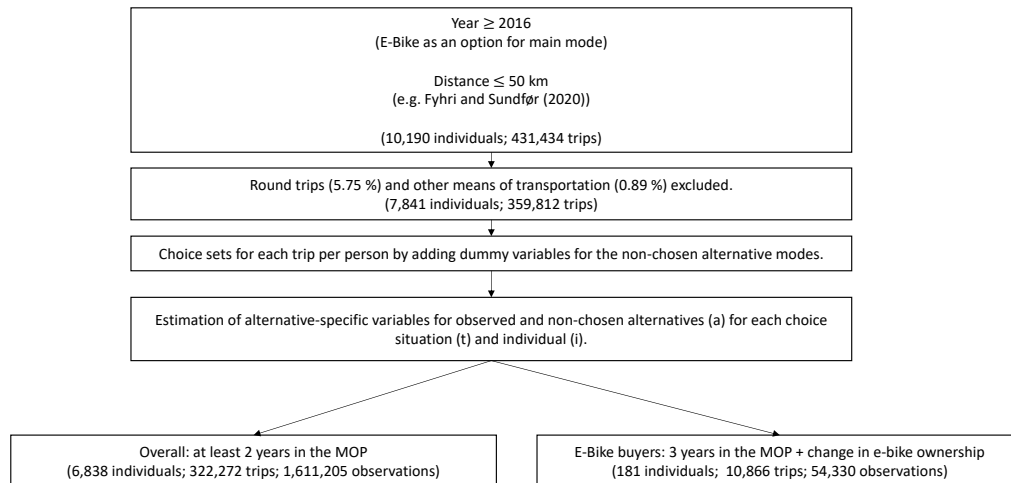 Year ≥ 2016
(E-Bike as an option for main mode)
Distance ≤ 50 km
(e.g. Fyhri and Sundfør (2020))
(10,190 individuals; 431,434 trips)
Round trips (5.75 %) and other means of transportation (0.89 %) excluded.
(7,841 individuals; 359,812 trips)
Choice sets for each trip per person by adding dummy variables for the non-chosen alternative modes.
Estimation of alternative-specific variables for observed and non-chosen alternatives (a) for each choice
situation (t) and individual (i).
Overall: at least 2 years in the MOP
(6,838 individuals; 322,272 trips; 1,611,205 observations)
E-Bike buyers: 3 years in the MOP + change in e-bike ownership
(181 individuals;  10,866 trips; 54,330 observations)